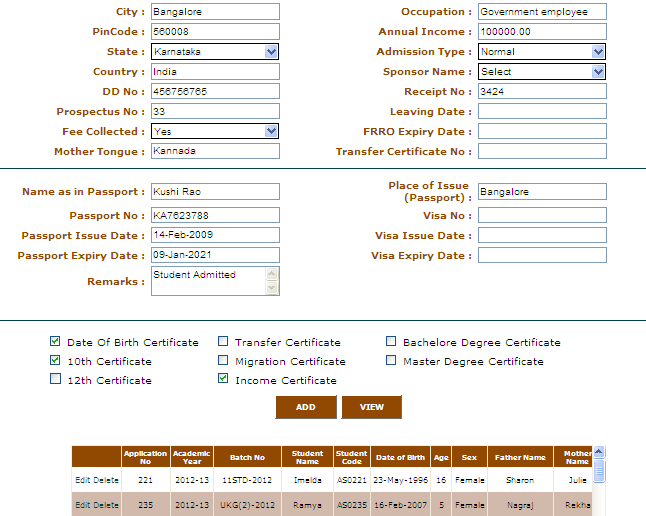 City : Bangalore Occupation : Government employee
PinCode : 560008 Annual Income : 100000.00
State : Karnataka Admission Type : Normal
Country : India Sponsor Name : Select
DD No : 456756765 Receipt No : 3424
Prospectus No : 33 Leaving Date :
Fee Collected : Yes FRRO Expiry Date :
Mother Tongue : Kannada Transfer Certificate No :
Name as in Passport : Kushi Rao Place of Issue (Passport) : Bangalore
Passport No : KA7623788 Visa No :
Passport Issue Date : 14-Feb-2009 Visa Issue Date :
Passport Expiry Date : 09-Jan-2021 Visa Expiry Date :
Remarks : Student Admitted
Date Of Birth Certificate Transfer Certificate Bachelore Degree Certificate
10th Certificate Migration Certificate Master Degree Certificate
12th Certificate Income Certificate
ADD VIEW
Application No Academic Year Batch No Student Name Student Code Date of Birth Age Sex Father Name Mother Name
Edit Delete 221 2012-13 11STD-2012 Imelda AS0221 23-May-1996 16 Female Sharon Julie
Edit Delete 235 2012-13 UKG(2)-2012 Ramya AS0235 16-Feb-2007 5 Female Nagraj Rekha